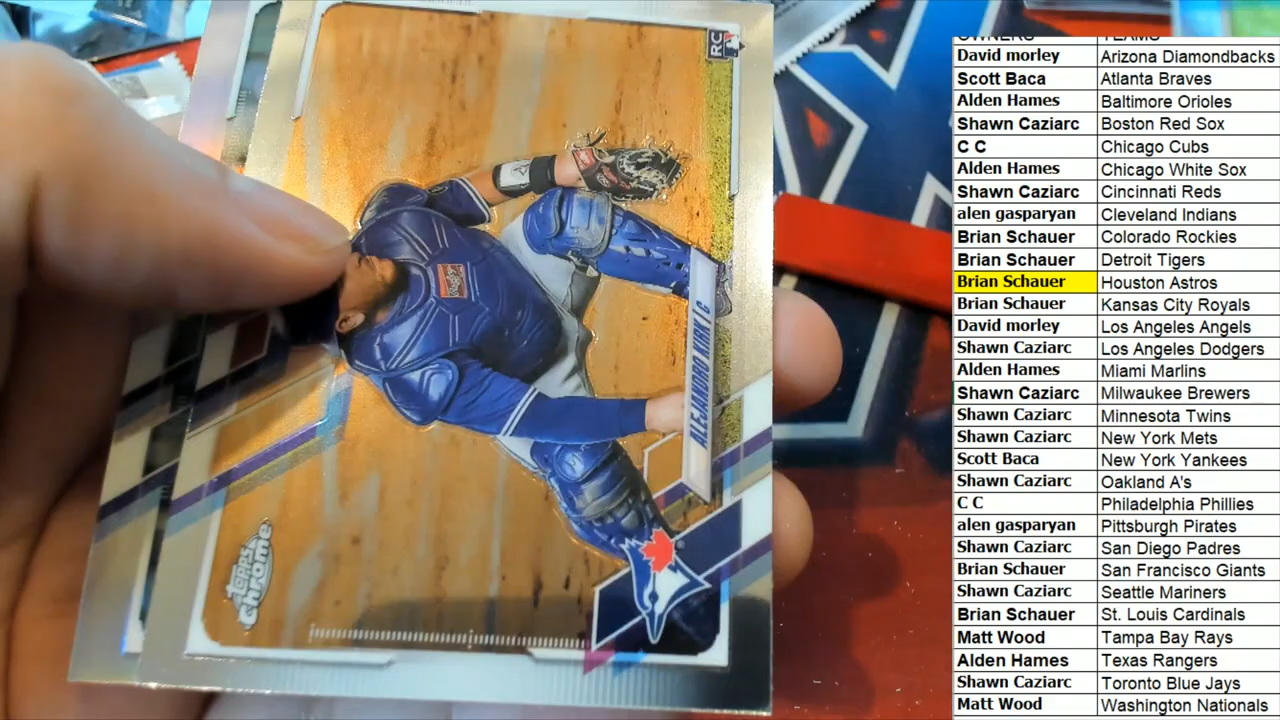 RC
ALEJANDRO KIRK / C
Topps
chrome
Rawlings
OWNERS TEAMS
David morley Arizona Diamondbacks
Scott Baca Atlanta Braves
Alden Hames Baltimore Orioles
Shawn Caziarc Boston Red Sox
C C Chicago Cubs
Alden Hames Chicago White Sox
Shawn Caziarc Cincinnati Reds
alen gasparyan Cleveland Indians
Brian Schauer Colorado Rockies
Brian Schauer Detroit Tigers
Brian Schauer Houston Astros
Brian Schauer Kansas City Royals
David morley Los Angeles Angels
Shawn Caziarc Los Angeles Dodgers
Alden Hames Miami Marlins
Shawn Caziarc Milwaukee Brewers
Shawn Caziarc Minnesota Twins
Shawn Caziarc New York Mets
Scott Baca New York Yankees
Shawn Caziarc Oakland A's
C C Philadelphia Phillies
alen gasparyan Pittsburgh Pirates
Shawn Caziarc San Diego Padres
Brian Schauer San Francisco Giants
Shawn Caziarc Seattle Mariners
Brian Schauer St. Louis Cardinals
Matt Wood Tampa Bay Rays
Alden Hames Texas Rangers
Shawn Caziarc Toronto Blue Jays
Matt Wood Washington Nationals